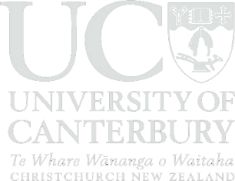 UC
UNIVERSITY OF
CANTERBURY
Te Whare Wānanga o Waitaha
CHRISTCHURCH NEW ZEALAND